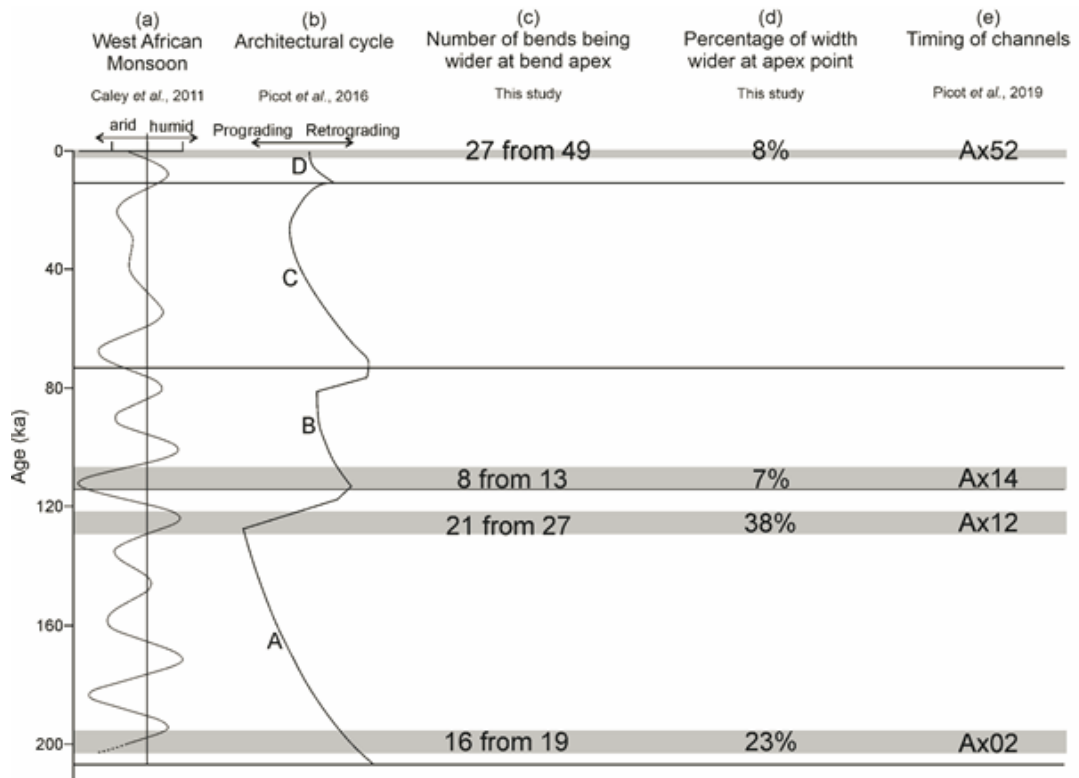 (a)
West African
Monsoon
Caley et al., 2011
(b)
Architectural cycle
Picot et al., 2016
(c)
Number of bends being
wider at bend apex
This study
(d)
Percentage of width
wider at apex point
This study
(e)
Timing of channels
Picot et al., 2019
arid humid
Prograding Retrograding
0
27 from 49 8% Ax52
D
40
C
80
B
Age (ka)
8 from 13 7% Ax14
120
21 from 27 38% Ax12
160
A
200
16 from 19 23% Ax02